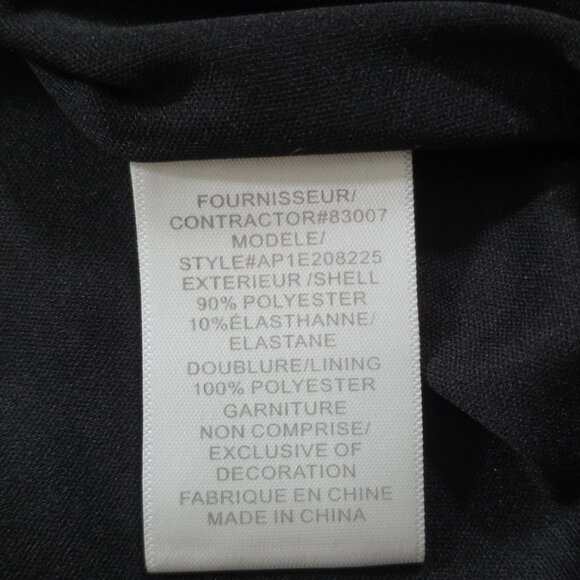 FOURNISSEUR/
CONTRACTOR#83007
MODELE/
STYLE#AP1E208225
EXTERIEUR /SHELL
90% POLYESTER
10%ÉLASTHANNE/
ELASTANE
DOUBLURE/LINING
100% POLYESTER
GARNITURE
NON COMPRISE/
EXCLUSIVE OF
DECORATION
FABRIQUE EN CHINE
MADE IN CHINA